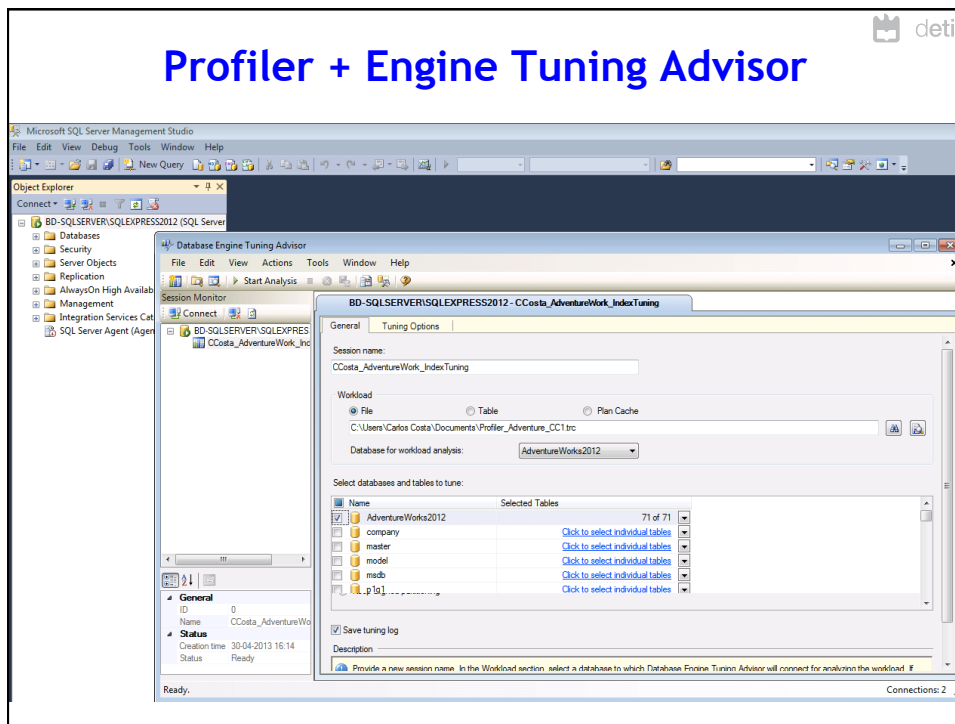 deti
Profiler + Engine Tuning Advisor
Microsoft SQL Server Management Studio
File Edit View Debug Tools Window Help
New Query
Object Explorer
Connect
BD-SQLSERVER\SQLEXPRESS2012 (SQL Server
Databases
Security
Server Objects
Replication
AlwaysOn High Availab
Management
Integration Services Cat
SQL Server Agent (Agen
Database Engine Tuning Advisor
File Edit View Actions Tools Window Help
Start Analysis
Session Monitor
Connect
BD-SQLSERVER\SQLEXPRES
CCosta_AdventureWork_Inc
General
ID 0
Name CCosta_AdventureWo
Status
Creation time 30-04-2013 16:14
Status Ready
BD-SQLSERVER\SQLEXPRESS2012 - CCosta_AdventureWork_IndexTuning
General Tuning Options
Session name:
CCosta_AdventureWork_IndexTuning
Workload
File Table Plan Cache
C:\Users\Carlos Costa\Documents\Profiler_Adventure_CC1.trc
Database for workload analysis: AdventureWorks2012
Select databases and tables to tune:
Name Selected Tables
AdventureWorks2012 71 of 71
company Click to select individual tables
master Click to select individual tables
model Click to select individual tables
msdb Click to select individual tables
p1g1 Click to select individual tables
Save tuning log
Description
Provide a new session name. In the Workload section, select a database to which Database Engine Tuning Advisor will connect for analyzing the workload. If
Ready.
Connections: 2